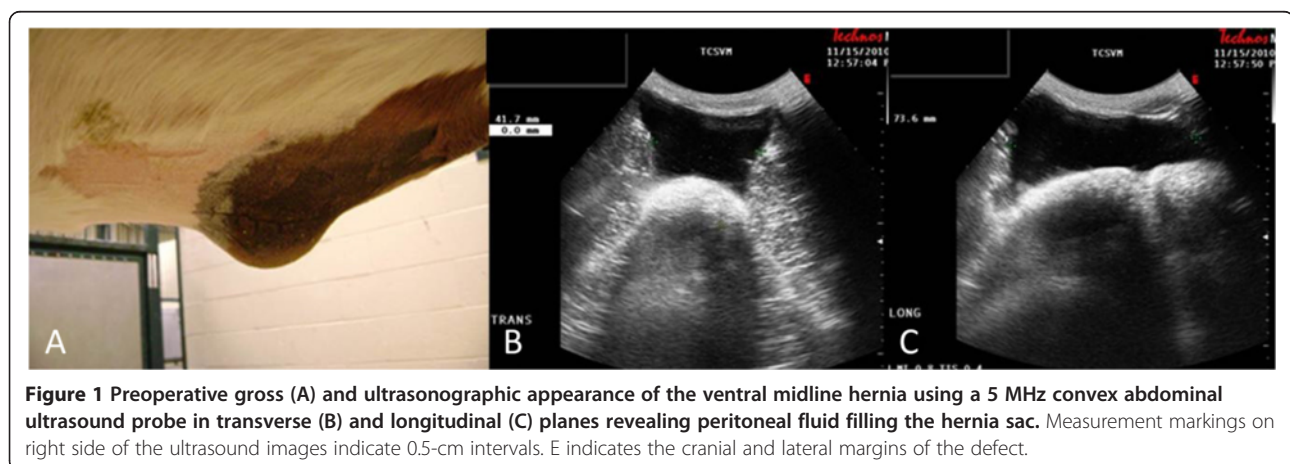 Technos
TCSVM
11/15/2010
12:57:04
41.7 mm
0.0 mm
TRANS
Technos
TCSVM
11/15/2010
12:57:50
73.6 mm
LONG
A
B
C
Figure 1 Preoperative gross (A) and ultrasonographic appearance of the ventral midline hernia using a 5 MHz convex abdominal
ultrasound probe in transverse (B) and longitudinal (C) planes revealing peritoneal fluid filling the hernia sac. Measurement markings on
right side of the ultrasound images indicate 0.5-cm intervals. E indicates the cranial and lateral margins of the defect.